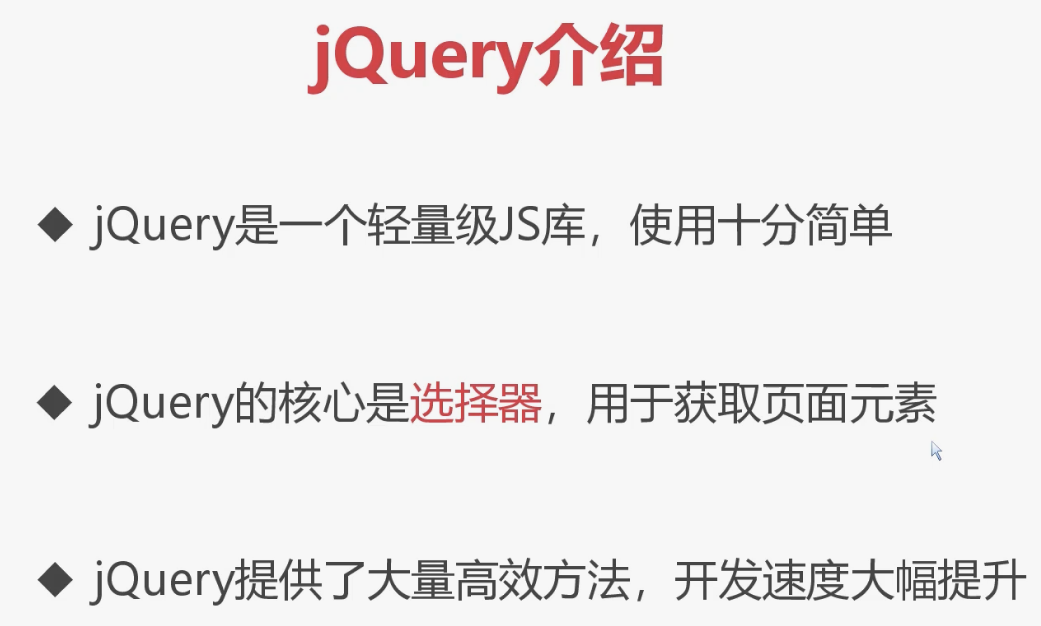 jQuery介绍
◆ jQuery是一个轻量级JS库，使用十分简单
◆ jQuery的核心是选择器，用于获取页面元素
◆ jQuery提供了大量高效方法，开发速度大幅提升